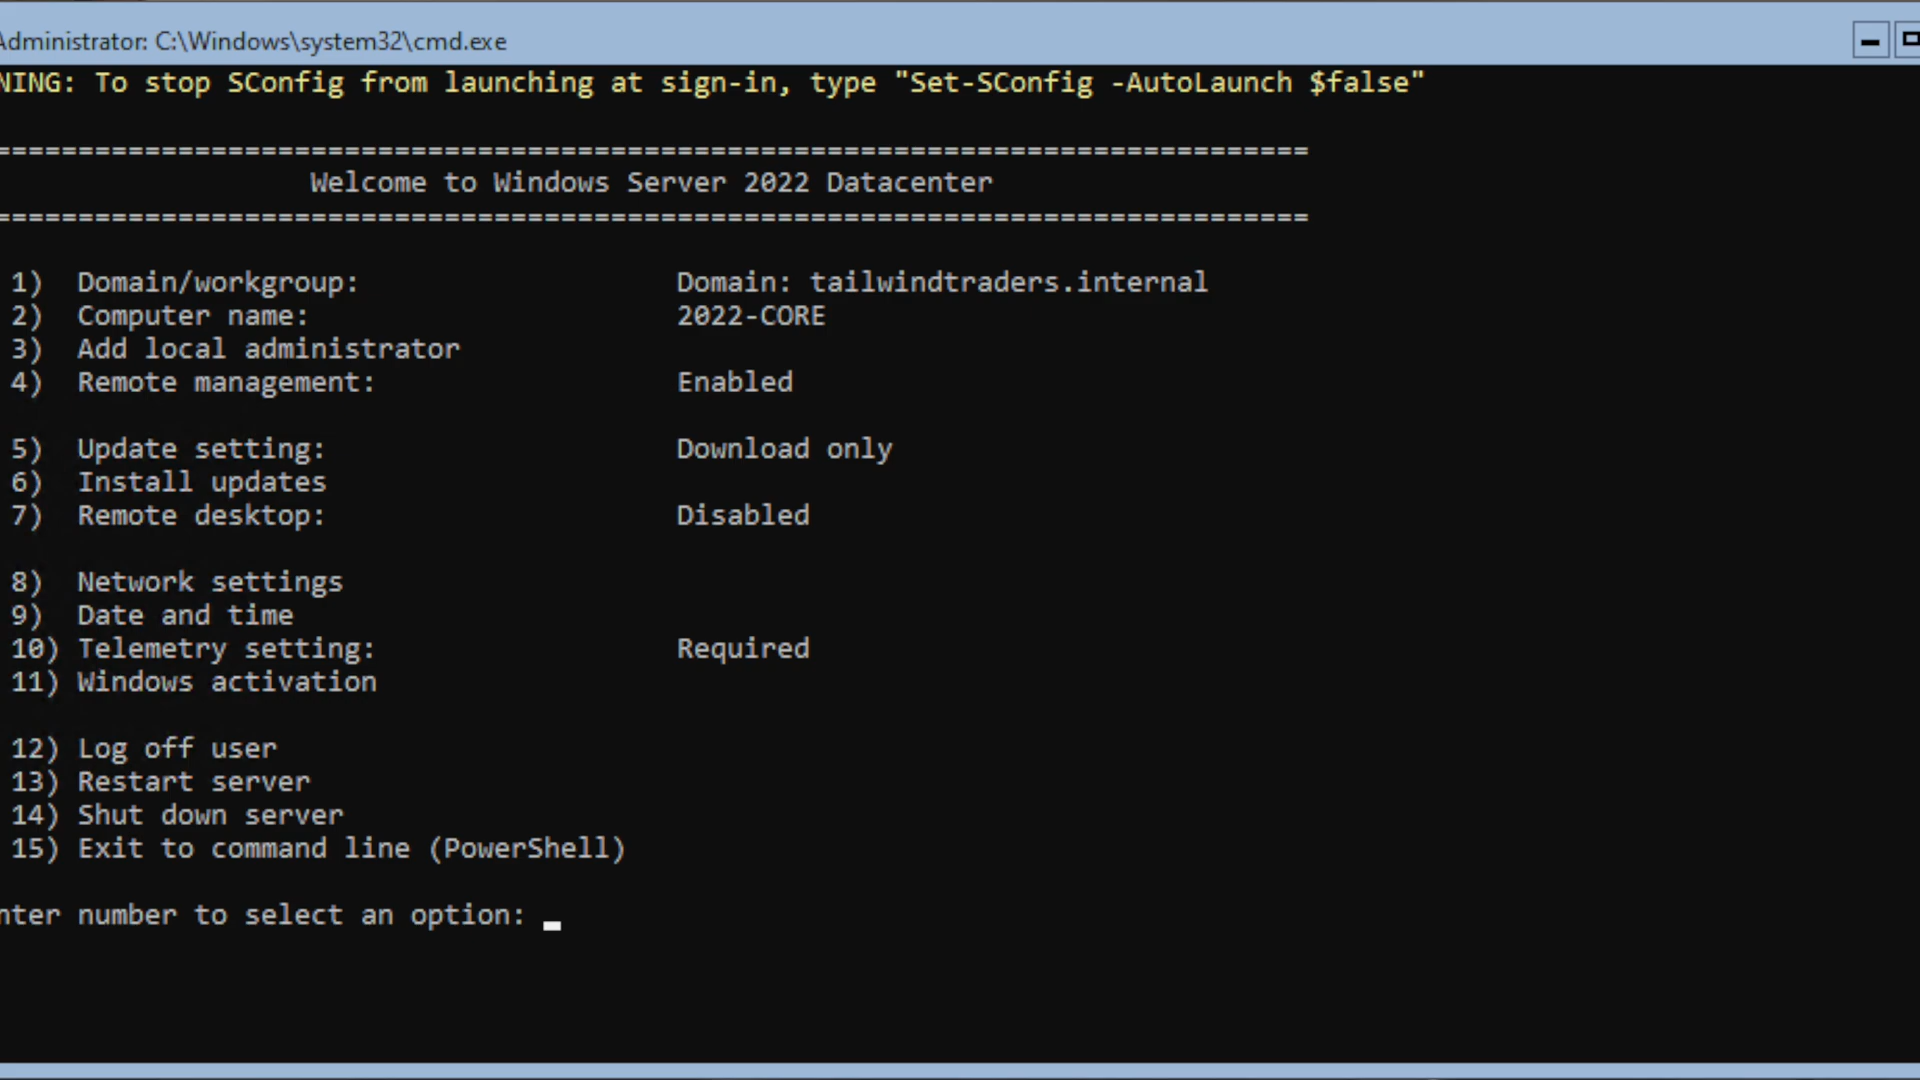 Administrator: C:\Windows\system32\cmd.exe
NING: To stop SConfig from launching at sign-in, type "Set-SConfig -AutoLaunch $false"
===============================================================================
Welcome to Windows Server 2022 Datacenter
===============================================================================
1) Domain/workgroup: Domain: tailwindtraders.internal
2) Computer name: 2022-CORE
3) Add local administrator
4) Remote management: Enabled
5) Update setting: Download only
6) Install updates
7) Remote desktop: Disabled
8) Network settings
9) Date and time
10) Telemetry setting: Required
11) Windows activation
12) Log off user
13) Restart server
14) Shut down server
15) Exit to command line (PowerShell)
nter number to select an option: